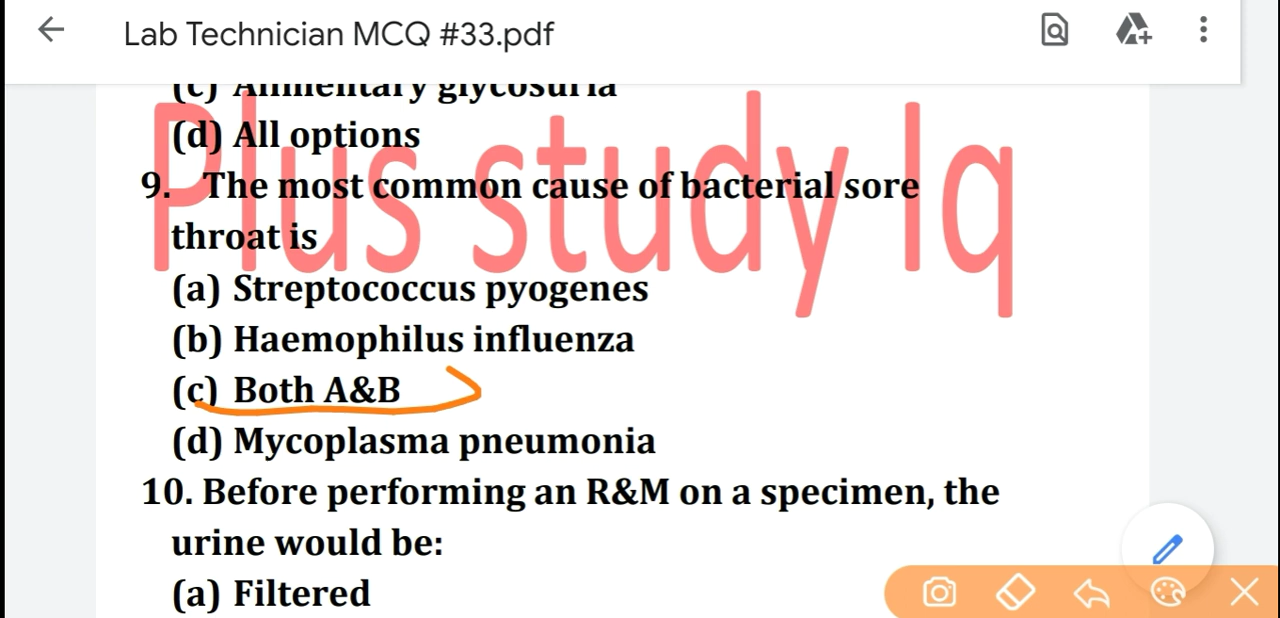 Lab Technician MCQ #33.pdf
(c) Alimentary glycosuria
(d) All options
9. The most common cause of bacterial sore
throat is
(a) Streptococcus pyogenes
(b) Haemophilus influenza
(c) Both A&B
(d) Mycoplasma pneumonia
10. Before performing an R&M on a specimen, the
urine would be:
(a) Filtered
Plus study Iq